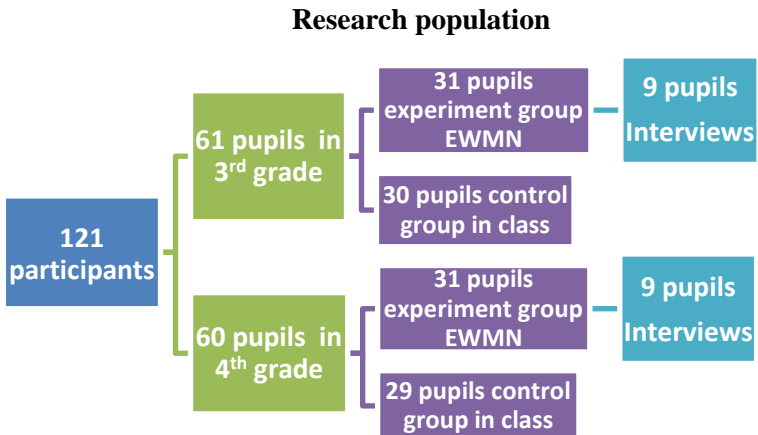 Research population
121
participants
61 pupils in
3rd grade
31 pupils
experiment group
EWMN
9 pupils
Interviews
30 pupils control
group in class
60 pupils in
4th grade
31 pupils
experiment group
EWMN
9 pupils
Interviews
29 pupils control
group in class